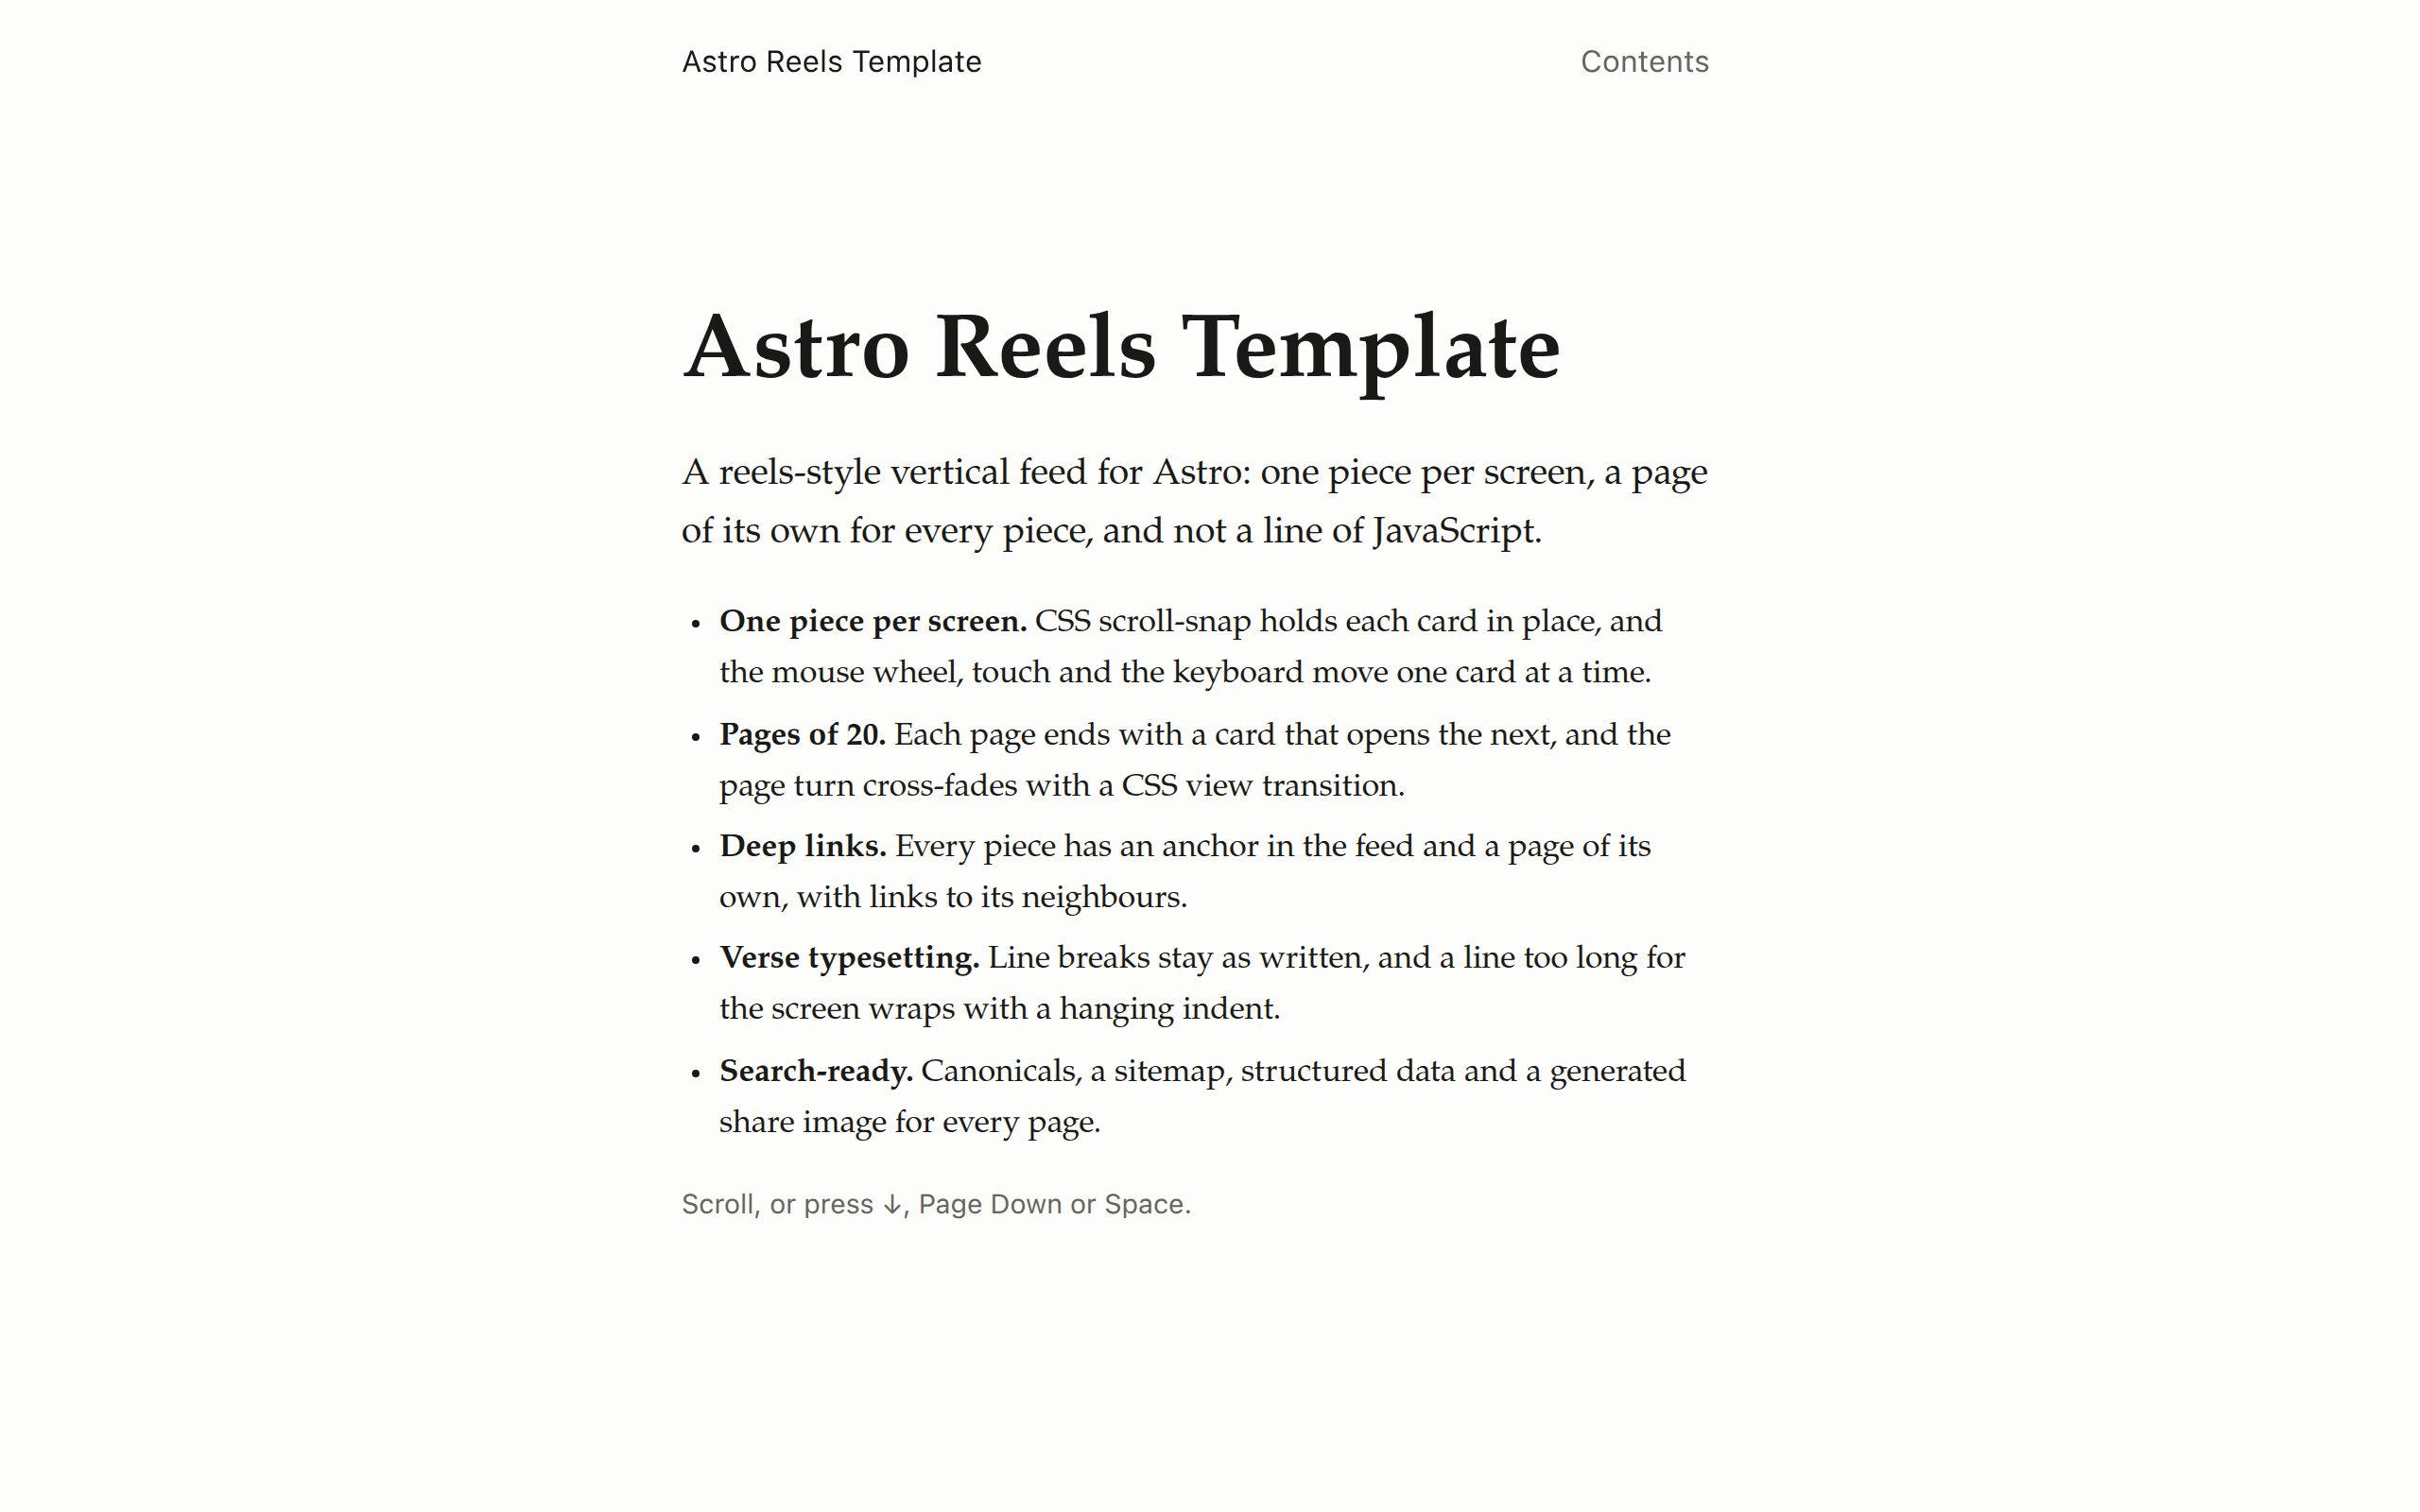 Astro Reels Template
Contents
Astro Reels Template
A reels-style vertical feed for Astro: one piece per screen, a page
of its own for every piece, and not a line of JavaScript.
• One piece per screen. CSS scroll-snap holds each card in place, and
the mouse wheel, touch and the keyboard move one card at a time.
• Pages of 20. Each page ends with a card that opens the next, and the
page turn cross-fades with a CSS view transition.
• Deep links. Every piece has an anchor in the feed and a page of its
own, with links to its neighbours.
• Verse typesetting. Line breaks stay as written, and a line too long for
the screen wraps with a hanging indent.
• Search-ready. Canonicals, a sitemap, structured data and a generated
share image for every page.
Scroll, or press ↓, Page Down or Space.